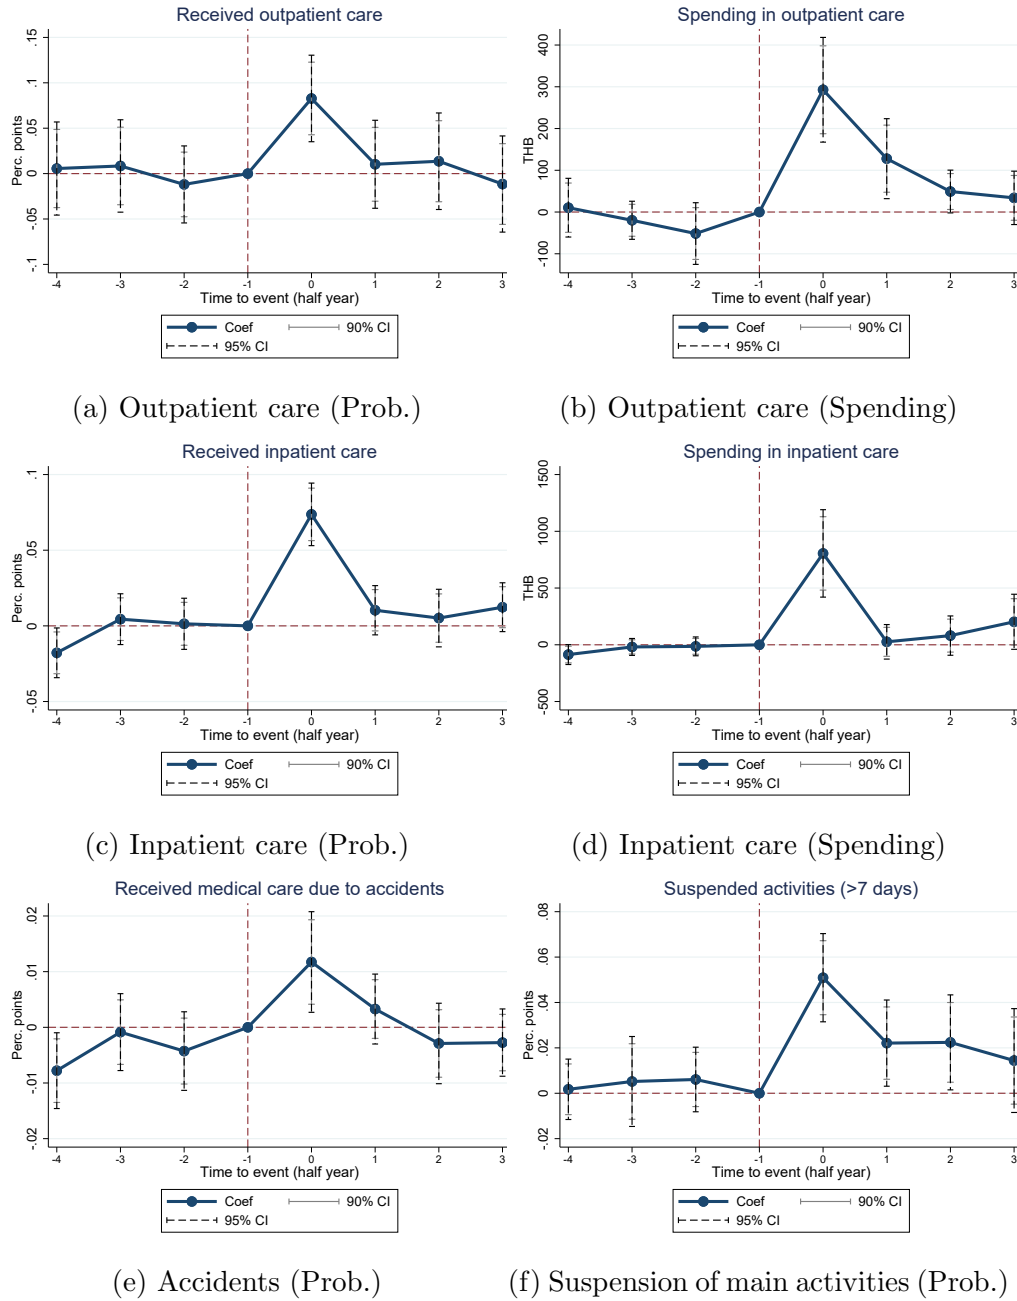 Received outpatient care
Perc. points
.15
.1
.05
0
-.05
-.1
-4 -3 -2 -1 0 1 2 3
Time to event (half year)
Coef 90% CI
95% CI
(a) Outpatient care (Prob.)
Spending in outpatient care
THB
400
300
200
100
0
-100
-4 -3 -2 -1 0 1 2 3
Time to event (half year)
Coef 90% CI
95% CI
(b) Outpatient care (Spending)
Received inpatient care
Perc. points
.1
.05
0
-.05
-4 -3 -2 -1 0 1 2 3
Time to event (half year)
Coef 90% CI
95% CI
(c) Inpatient care (Prob.)
Spending in inpatient care
THB
1500
1000
500
0
-500
-4 -3 -2 -1 0 1 2 3
Time to event (half year)
Coef 90% CI
95% CI
(d) Inpatient care (Spending)
Received medical care due to accidents
Perc. points
.02
.01
0
-.01
-.02
-4 -3 -2 -1 0 1 2 3
Time to event (half year)
Coef 90% CI
95% CI
(e) Accidents (Prob.)
Suspended activities (>7 days)
Perc. points
.08
.06
.04
.02
0
-.02
-4 -3 -2 -1 0 1 2 3
Time to event (half year)
Coef 90% CI
95% CI
(f) Suspension of main activities (Prob.)